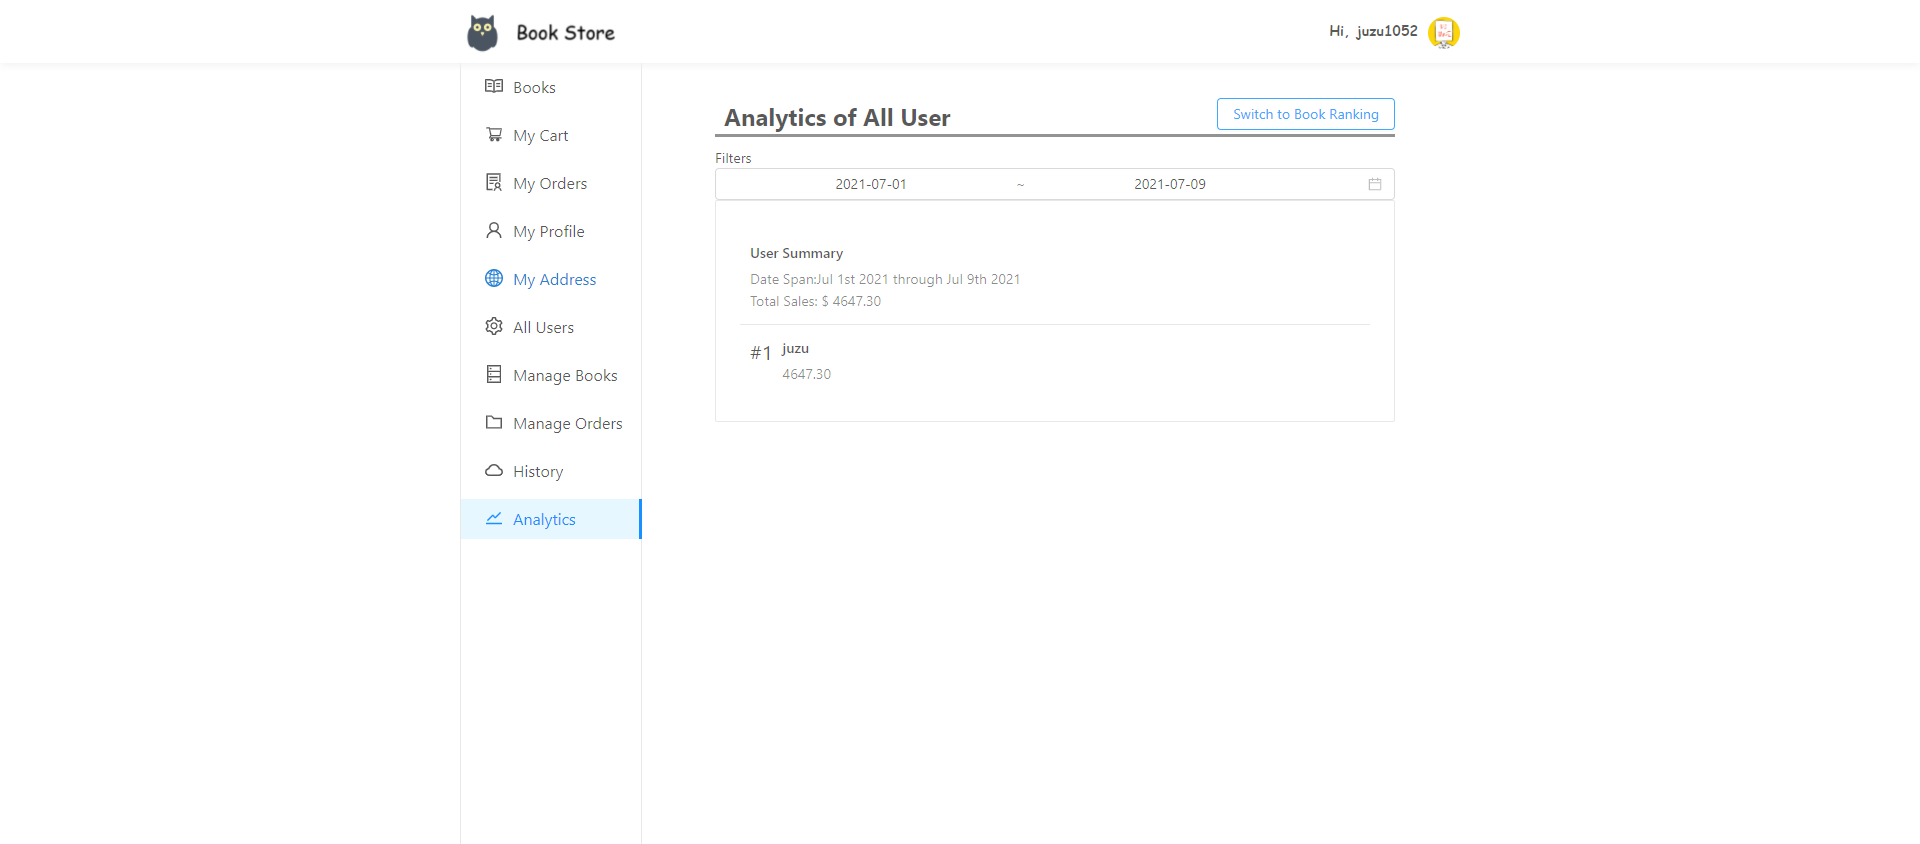 Book Store
Hi, juzu1052
Books
My Cart
My Orders
My Profile
My Address
All Users
Manage Books
Manage Orders
History
Analytics
Analytics of All User
Switch to Book Ranking
Filters
2021-07-01 ~ 2021-07-09
User Summary
Date Span:Jul 1st 2021 through Jul 9th 2021
Total Sales: $ 4647.30
#1 juzu
4647.30